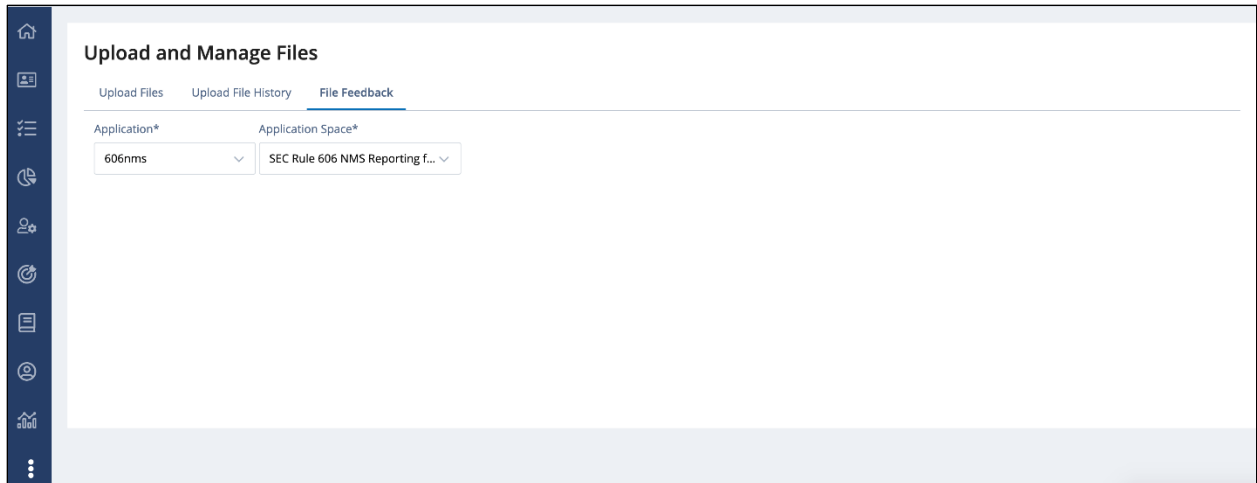 Upload and Manage Files
Upload Files Upload File History File Feedback
Application* Application Space*
606nms SEC Rule 606 NMS Reporting f...